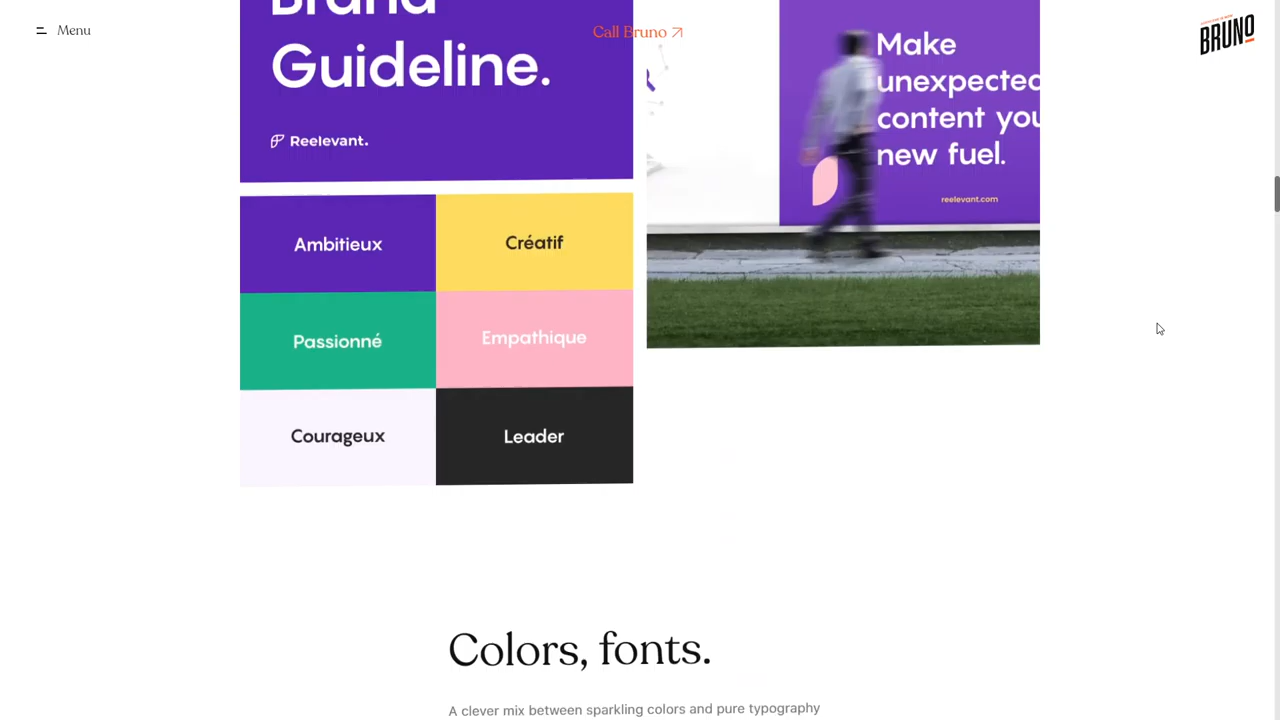 Menu
Call Bruno
BRUNO
Brand
Guideline.
Reelevant.
Make
unexpected
content you
new fuel.
reelevant.com
Ambitieux
Créatif
Passionné
Empathique
Courageux
Leader
Colors, fonts.
A clever mix between sparkling colors and pure typography